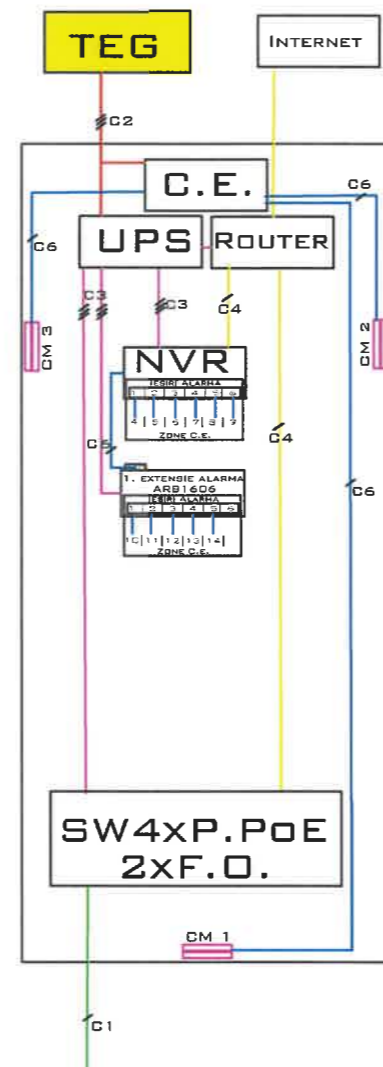 TEG
INTERNET
C2
C.E.
C6
C6
UPS
ROUTER
C3
C3
C4
CM 3
CM 2
NVR
IESIRI ALARMA
1 2 3 4 5 6
4 5 6 7 8 9
ZONE C.E.
C4
C5
1. EXTENSIE ALARMA
ARB1606
IESIRI ALARMA
1 2 3 4 5 6
10 11 12 13 14
ZONE C.E.
C6
SW4xP.PoE
2xF.O.
CM 1
C1